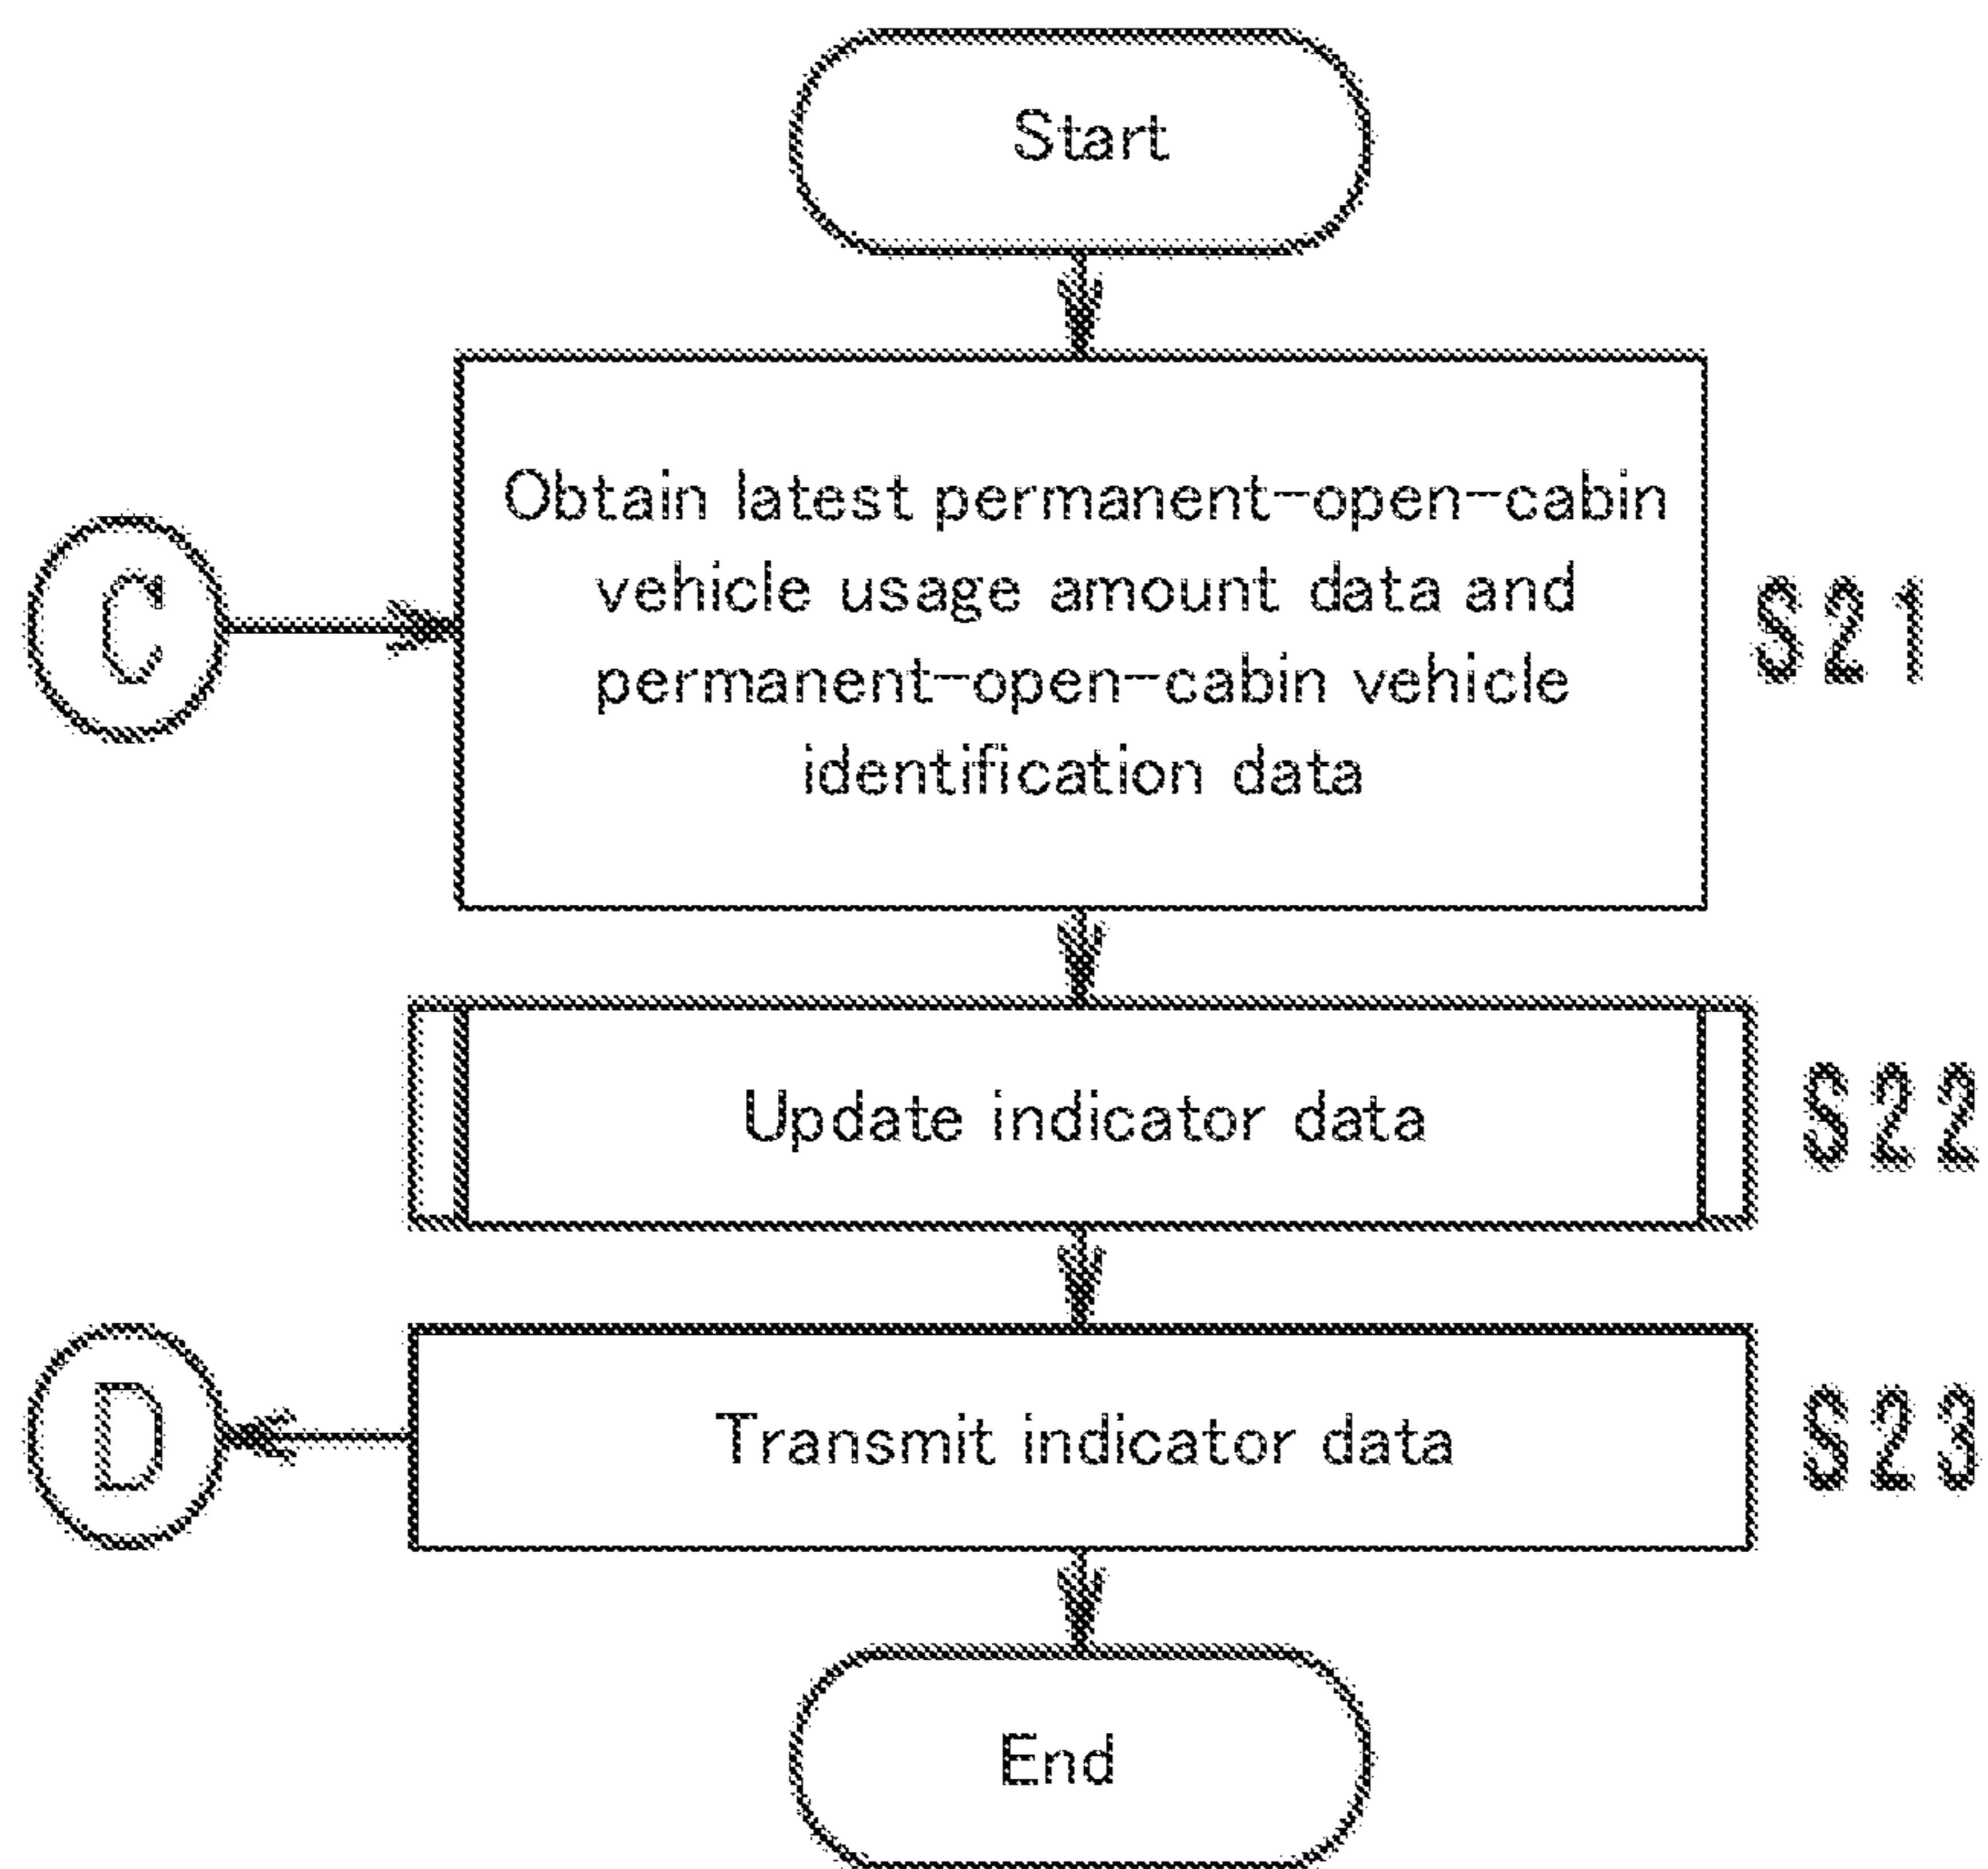 Start
Obtain latest permanent-open-cabin
vehicle usage amount data and
permanent-open-cabin vehicle
identification data
C
S21
Update indicator data
S22
Transmit indicator data
D
S23
End